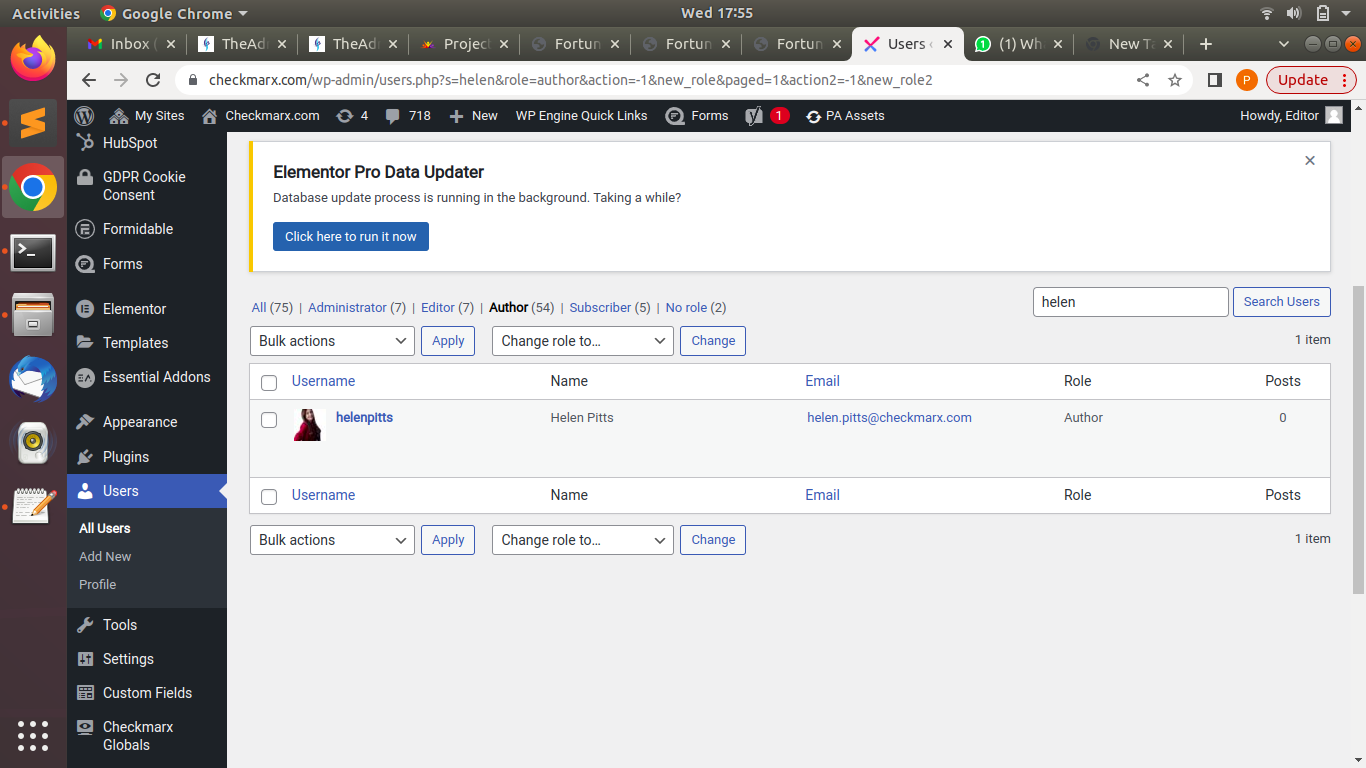 Activities
Google Chrome
Wed 17:55
Inbox (
TheAd
TheAd
Projec
Fortun
Fortun
Fortun
Users
(1) Wh
New Ta
checkmarx.com/wp-admin/users.php?s=helen&role=author&action=-1&new_role&paged=1&action2=-1&new_role2
P
Update
My Sites
Checkmarx.com
4
718
New
WP Engine Quick Links
Forms
1
PA Assets
Howdy, Editor
HubSpot
GDPR Cookie
Consent
Formidable
Forms
Elementor
Templates
Essential Addons
Appearance
Plugins
Users
All Users
Add New
Profile
Tools
Settings
Custom Fields
Checkmarx
Globals
Elementor Pro Data Updater
Database update process is running in the background. Taking a while?
Click here to run it now
All (75) | Administrator (7) | Editor (7) | Author (54) | Subscriber (5) | No role (2)
helen
Search Users
Bulk actions
Apply
Change role to…
Change
1 item
Username
Name
Email
Role
Posts
helenpitts
Helen Pitts
helen.pitts@checkmarx.com
Author
0
Username
Name
Email
Role
Posts
Bulk actions
Apply
Change role to…
Change
1 item